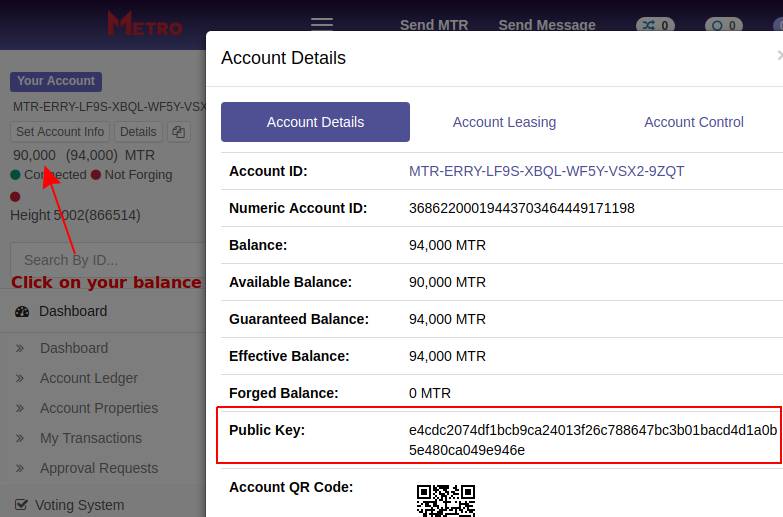 METRO
Send MTR
Send Message
0
0
Your Account
MTR-ERRY-LF9S-XBQL-WF5Y-VSX
Set Account Info
Details
90,000 (94,000) MTR
Connected Not Forging
Height 5002(866514)
Search By ID...
Click on your balance
Dashboard
Dashboard
Account Ledger
Account Properties
My Transactions
Approval Requests
Voting System
Account Details
×
Account Details
Account Leasing
Account Control
Account ID: MTR-ERRY-LF9S-XBQL-WF5Y-VSX2-9ZQT
Numeric Account ID: 36862200019443703464449171198
Balance: 94,000 MTR
Available Balance: 90,000 MTR
Guaranteed Balance: 94,000 MTR
Effective Balance: 94,000 MTR
Forged Balance: 0 MTR
Public Key: e4cdc2074df1bcb9ca24013f26c788647bc3b01bacd4d1a0b
5e480ca049e946e
Account QR Code: